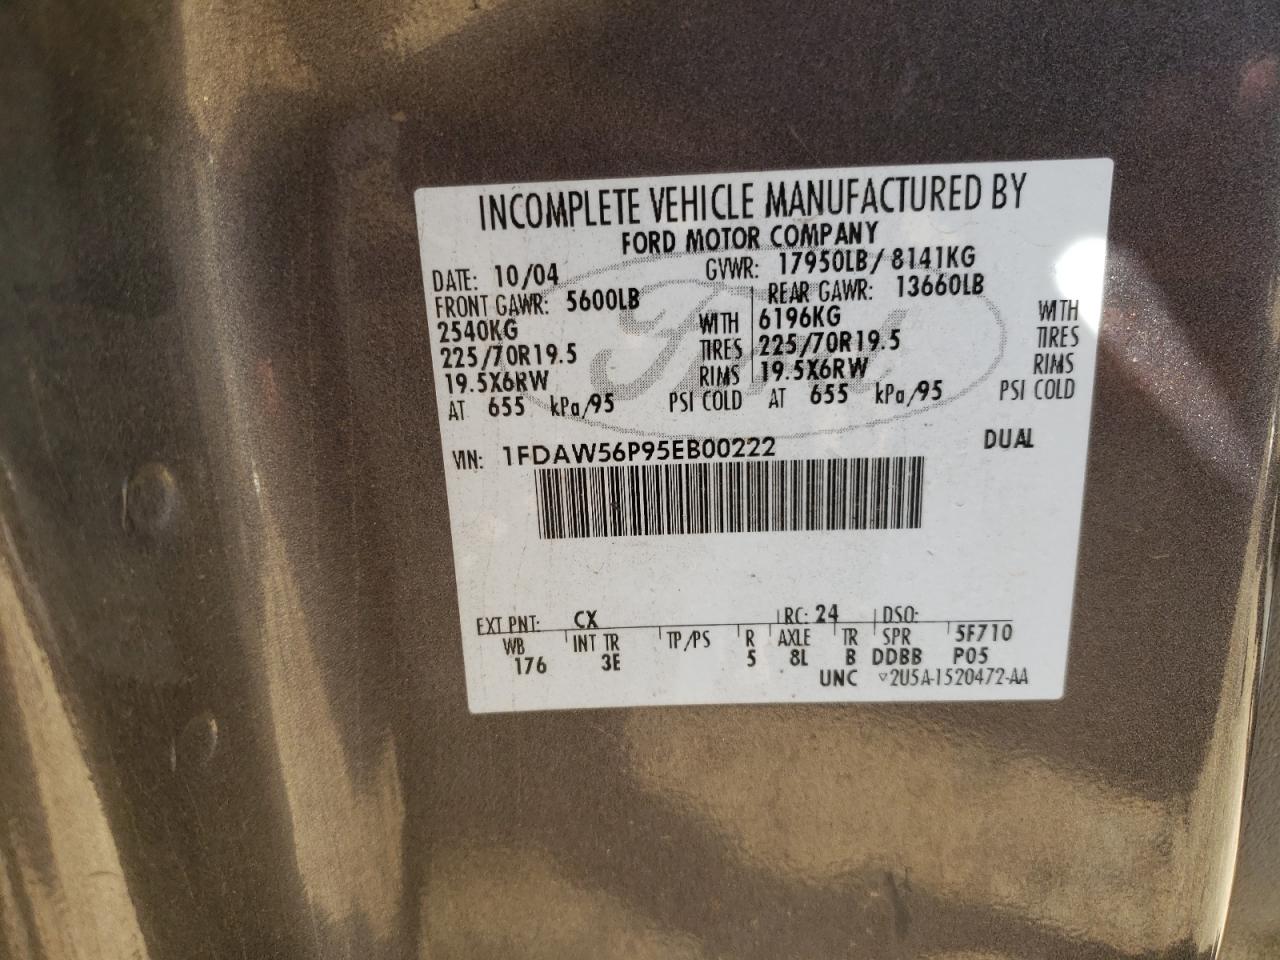 INCOMPLETE VEHICLE MANUFACTURED BY
FORD MOTOR COMPANY
DATE: 10/04 GVWR: 17950LB/ 8141KG
FRONT GAWR: 5600LB REAR GAWR: 13660LB
2540KG WITH 6196KG WITH
225/70R19.5 TIRES 225/70R19.5 TIRES
19.5X6RW RIMS 19.5X6RW RIMS
AT 655 kPa/95 PSI COLD AT 655 kPa/95 PSI COLD
VIN: 1FDAW56P95EB00222 DUAL
EXT PNT: CX RC: 24 DSO:
WB INT TR TP/PS R AXLE TR SPR 5F710
176 3E 5 8L B DDBB P05
UNC ▽2U5A-1520472-AA
Ford